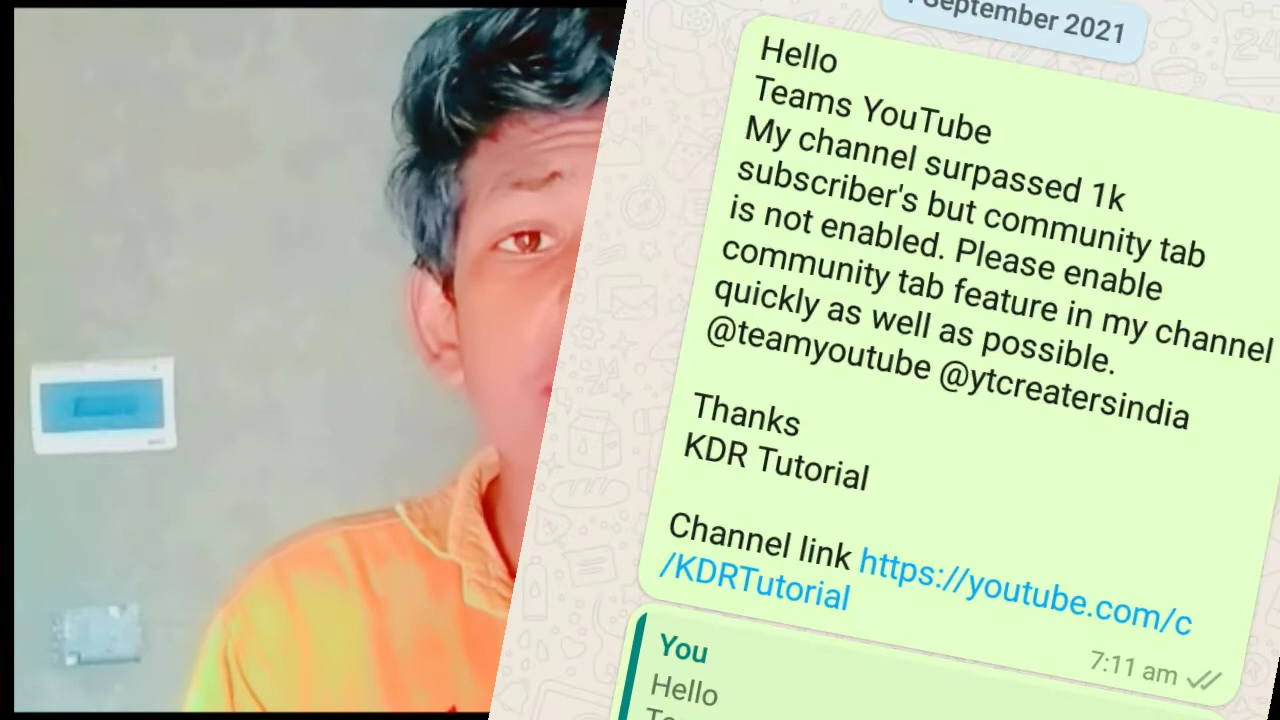 September 2021
Hello
Teams YouTube
My channel surpassed 1k
subscriber's but community tab
is not enabled. Please enable
community tab feature in my channel
quickly as well as possible.
@teamyoutube @ytcreatersindia
Thanks
KDR Tutorial
Channel link https://youtube.com/c
/KDRTutorial
7:11 am
You
Hello